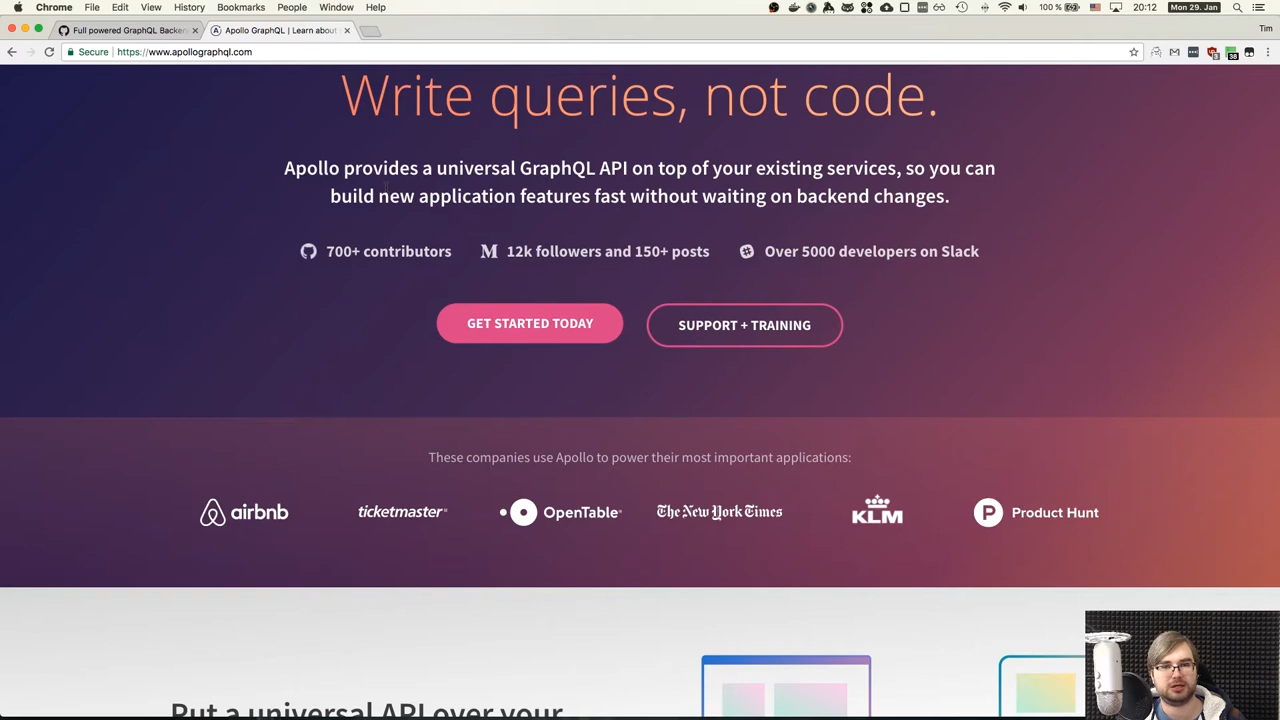 Chrome File Edit View History Bookmarks People Window Help
100 % 20:12 Mon 29. Jan
Full powered GraphQL Backen
Apollo GraphQL | Learn about
Tim
Secure https://www.apollographql.com
Write queries, not code.
Apollo provides a universal GraphQL API on top of your existing services, so you can
build new application features fast without waiting on backend changes.
700+ contributors
M 12k followers and 150+ posts
Over 5000 developers on Slack
GET STARTED TODAY
SUPPORT + TRAINING
These companies use Apollo to power their most important applications:
airbnb
ticketmaster®
OpenTable®
The New York Times
KLM
P Product Hunt
Put a universal API over your